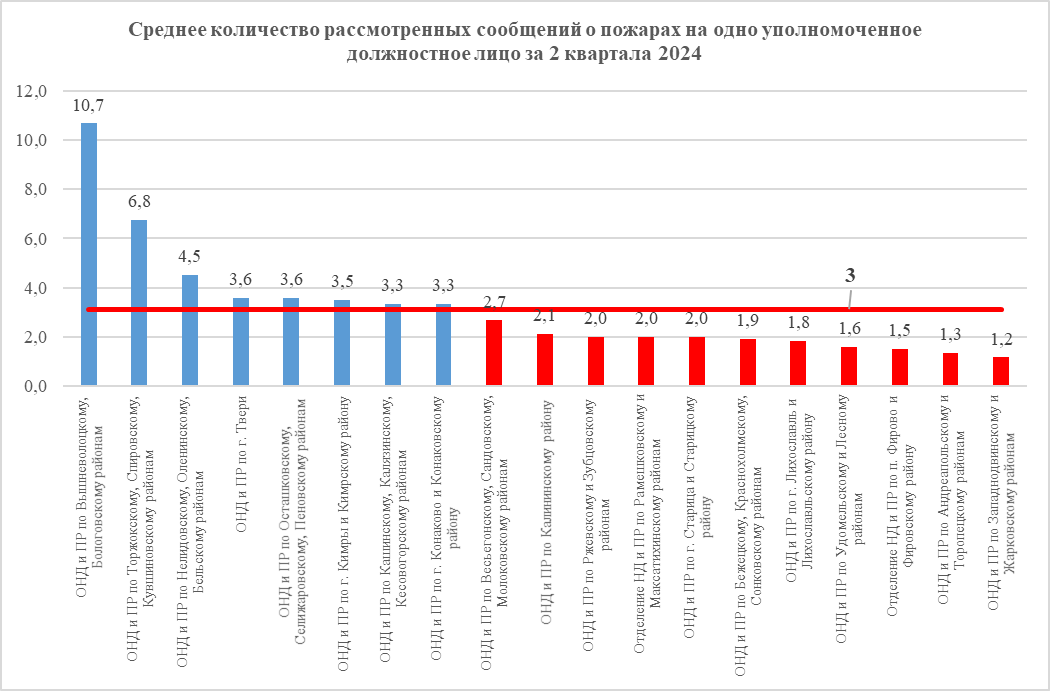 Среднее количество рассмотренных сообщений о пожарах на одно уполномоченное
должностное лицо за 2 квартала 2024
12,0
10,0
8,0
6,0
4,0
2,0
0,0
10,7
6,8
4,5
3,6
3,6
3,5
3,3
3,3
2,7
2,1
2,0
2,0
2,0
1,9
1,8
1,6
1,5
1,3
1,2
3
ОНД и ПР по Вышневолоцкому,
Бологовскому районам
ОНД и ПР по Торжокскому, Спировскому,
Кувшиновскому районам
ОНД и ПР по Нелидовскому, Оленинскому,
Бельскому районам
ОНД и ПР по г. Твери
ОНД и ПР по Осташковскому,
Селижаровскому, Пеновскому районам
ОНД и ПР по г. Кимры и Кимрскому району
ОНД и ПР по Кашинскому, Калязинскому,
Кесовогорскому районам
ОНД и ПР по г. Конаково и Конаковскому
району
ОНД и ПР по Весьегонскому, Сандовскому,
Молоковскому районам
ОНД и ПР по Калининскому району
ОНД и ПР по Ржевскому и Зубцовскому
районам
Отделение НД и ПР по Рамешковскому и
Максатихинскому районам
ОНД и ПР по г. Старица и Старицкому
району
ОНД и ПР по Бежецкому, Краснохолмскому,
Сонковскому районам
ОНД и ПР по г. Лихославль и
Лихославльскому району
ОНД и ПР по Удомельскому и Лесному
районам
Отделение НД и ПР по п. Фирово и
Фировскому району
ОНД и ПР по Андреапольскому и
Торопецкому районам
ОНД и ПР по Западнодвинскому и
Жарковскому районам